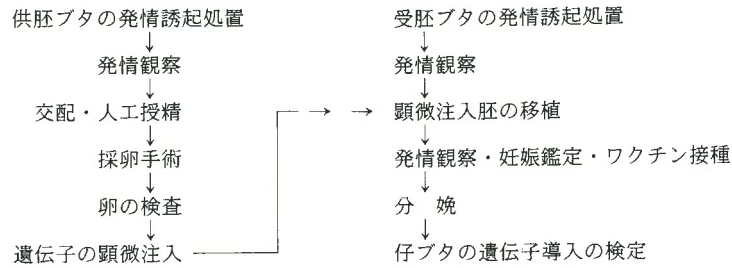 供胚ブタの発情誘起処置
発情観察
交配・人工授精
採卵手術
卵の検査
遺伝子の顕微注入
受胚ブタの発情誘起処置
発情観察
顕微注入胚の移植
発情観察・妊娠鑑定・ワクチン接種
分　娩
仔ブタの遺伝子導入の検定